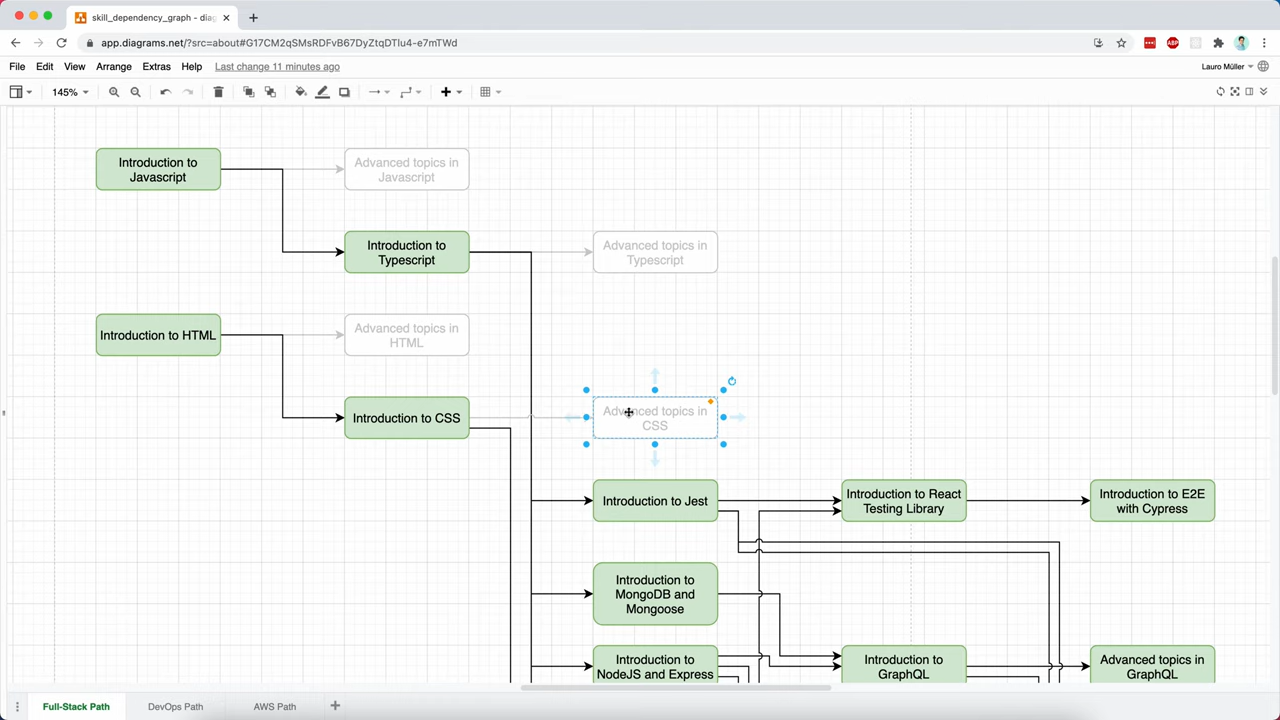 skill_dependency_graph - diag
app.diagrams.net/?src=about#G17CM2qSMsRDFvB67DyZtqDTlu4-e7mTWd
ABP
File Edit View Arrange Extras Help Last change 11 minutes ago
Lauro Müller
145%
Introduction to
Javascript
Advanced topics in
Javascript
Introduction to
Typescript
Advanced topics in
Typescript
Introduction to HTML
Advanced topics in
HTML
Introduction to CSS
Advanced topics in
CSS
Introduction to Jest
Introduction to React
Testing Library
Introduction to E2E
with Cypress
Introduction to
MongoDB and
Mongoose
Introduction to
NodeJS and Express
Introduction to
GraphQL
Advanced topics in
GraphQL
Full-Stack Path DevOps Path AWS Path